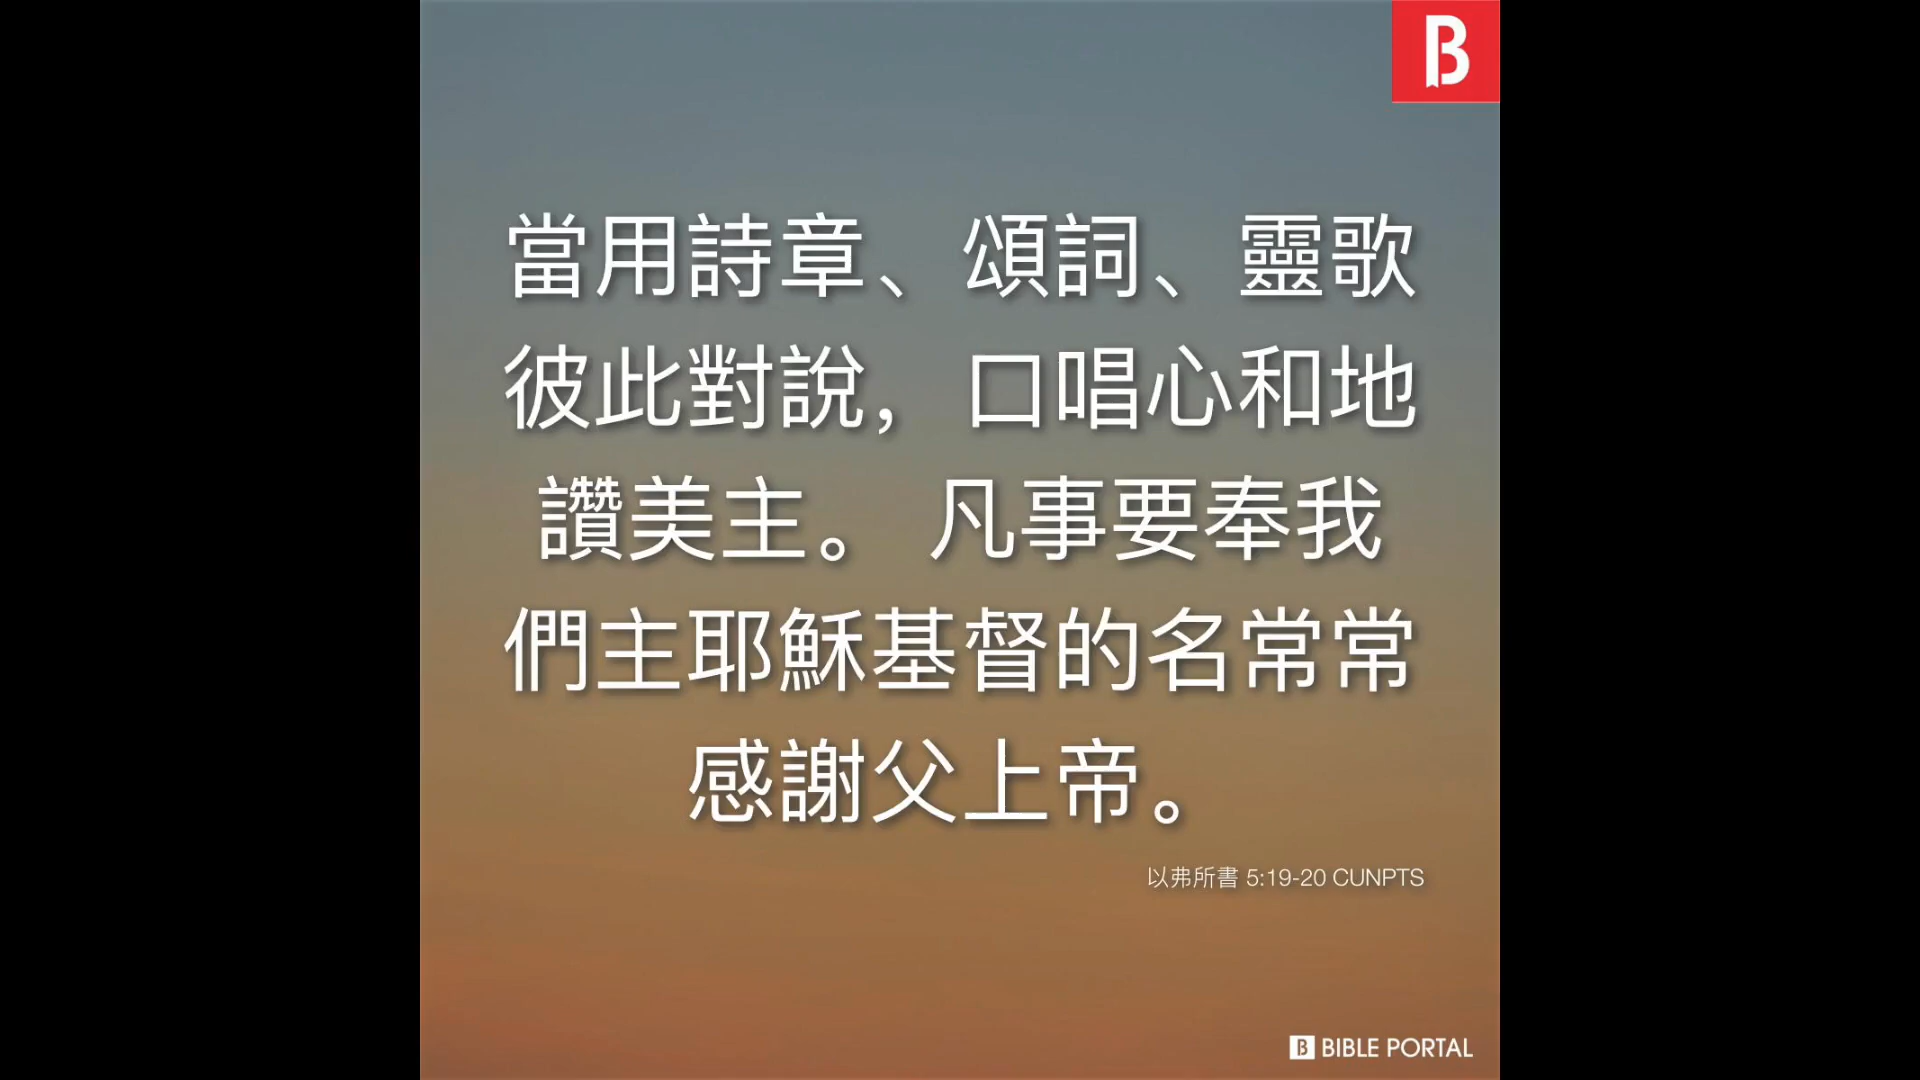 B
當用詩章、頌詞、靈歌
彼此對說，口唱心和地
讚美主。 凡事要奉我
們主耶穌基督的名常常
感謝父上帝。
以弗所書 5:19-20 CUNPTS
B BIBLE PORTAL